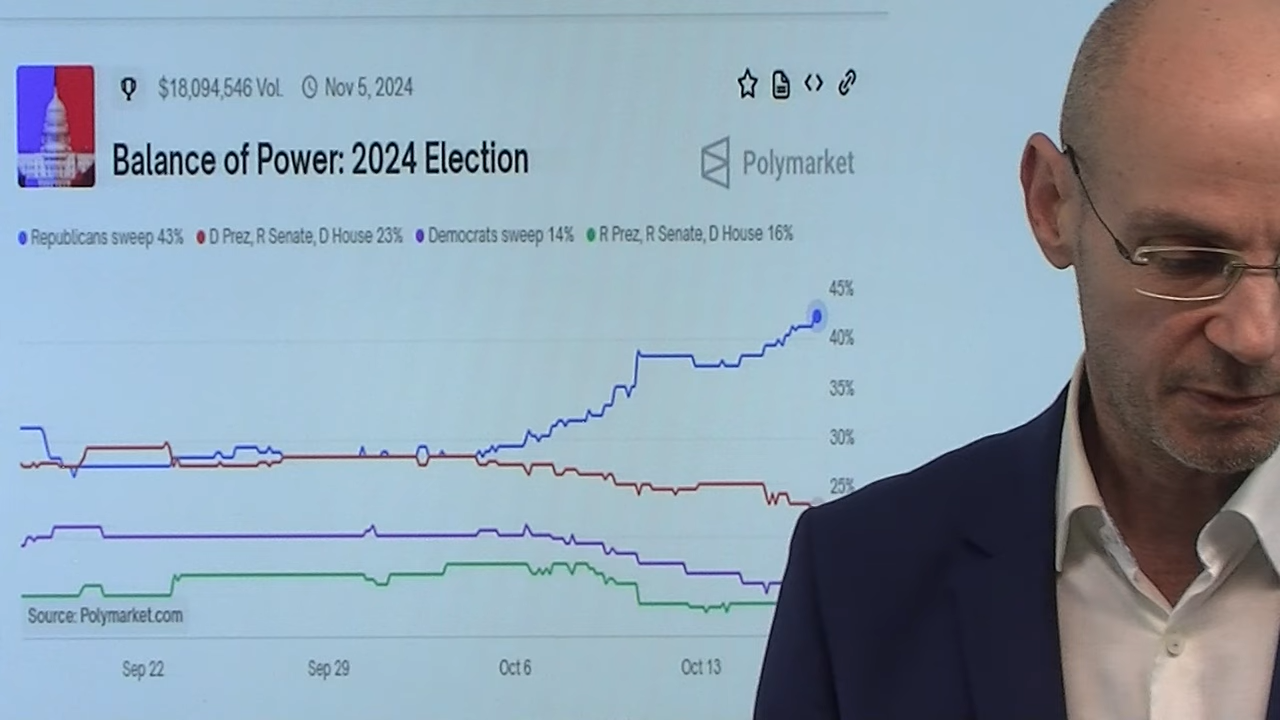 $18,094,546 Vol. Nov 5, 2024
Balance of Power: 2024 Election
Polymarket
Republicans sweep 43% D Prez, R Senate, D House 23% Democrats sweep 14% R Prez, R Senate, D House 16%
45%
40%
35%
30%
25%
Source: Polymarket.com
Sep 22 Sep 29 Oct 6 Oct 13